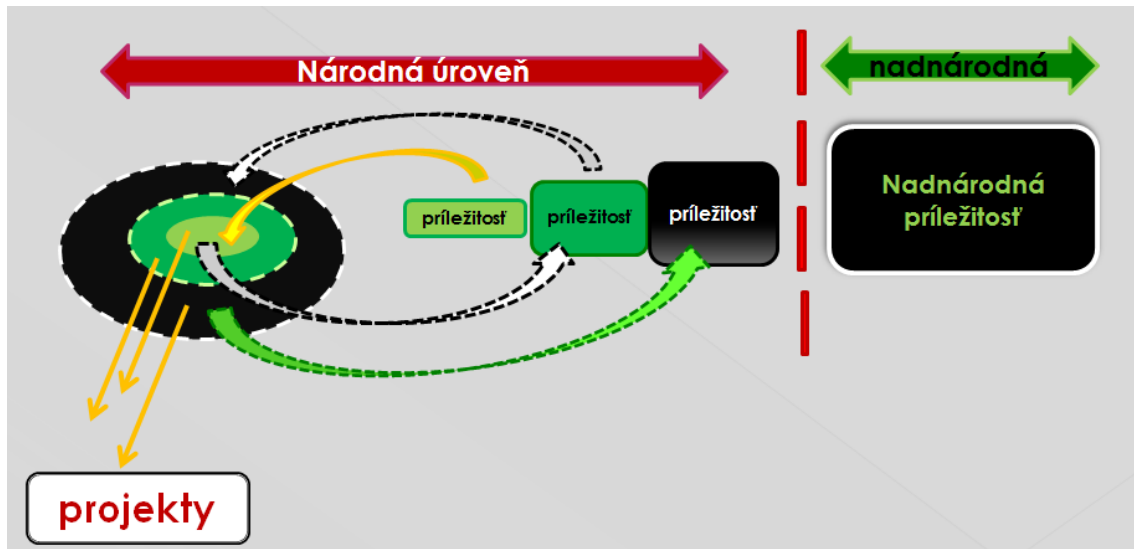 Národná úroveň
nadnárodná
príležitosť
príležitosť
príležitosť
Nadnárodná
príležitosť
projekty